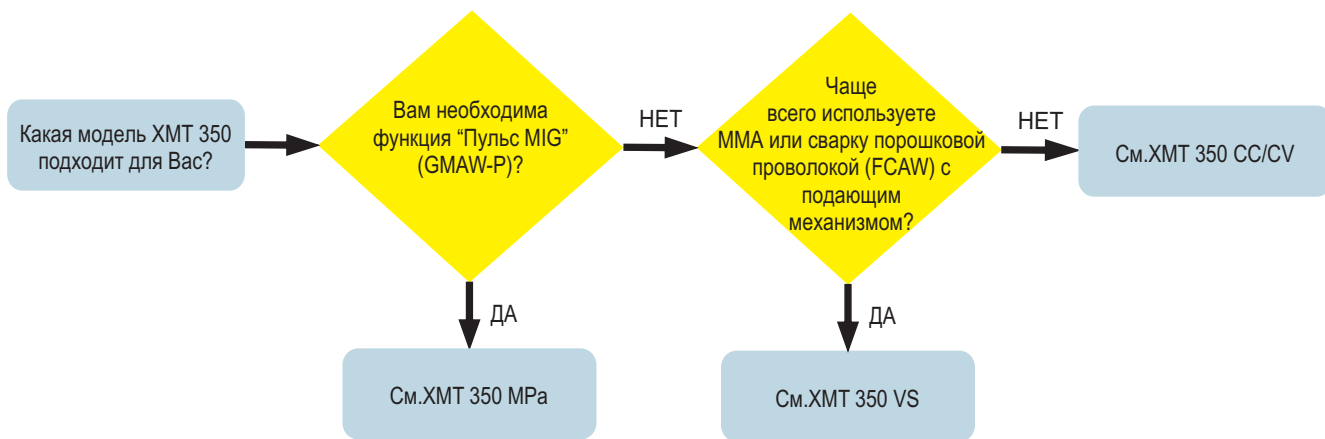 Какая модель XMT 350
подходит для Вас?
Вам необходима
функция “Пульс MIG”
(GMAW-P)?
НЕТ
Чаще
всего используете
MMA или сварку порошковой
проволокой (FCAW) с
подающим
механизмом?
НЕТ
См.XMT 350 CC/CV
ДА
ДА
См.XMT 350 MPa
См.XMT 350 VS